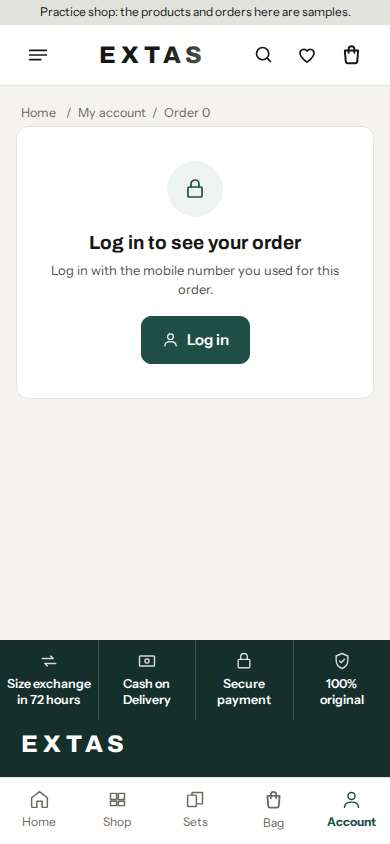 Practice shop: the products and orders here are samples.
EXTAS
Home / My account / Order 0
Log in to see your order
Log in with the mobile number you used for this
order.
Log in
Size exchange
in 72 hours
Cash on
Delivery
Secure
payment
100%
original
EXTAS
Home
Shop
Sets
Bag
Account